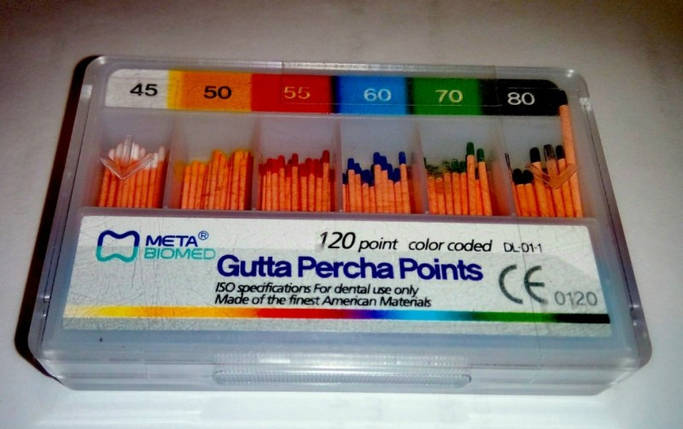 45 50 55 60 70 80
META®
BIOMED
120 point color coded DL-01-1
Gutta Percha Points
ISO specifications For dental use only
Made of the finest American Materials
CE 0120